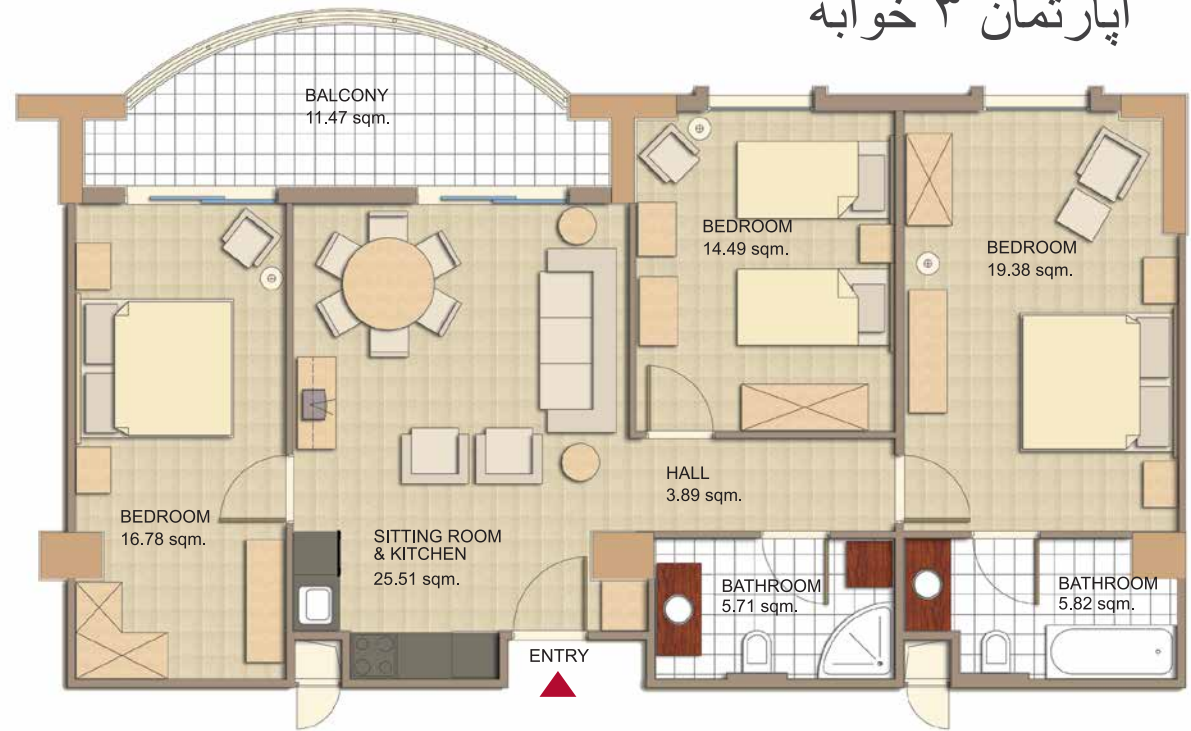 آپارتمان ۳ خوابه
BALCONY
11.47 sqm.
BEDROOM
14.49 sqm.
BEDROOM
19.38 sqm.
HALL
3.89 sqm.
BEDROOM
16.78 sqm.
SITTING ROOM
& KITCHEN
25.51 sqm.
BATHROOM
5.71 sqm.
BATHROOM
5.82 sqm.
ENTRY